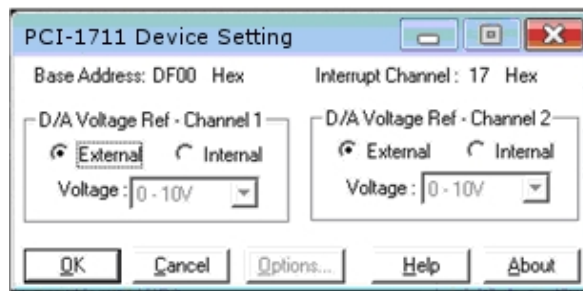 PCI-1711 Device Setting
Base Address: DF00 Hex
Interrupt Channel : 17 Hex
D/A Voltage Ref - Channel 1
External
Internal
Voltage : 0 - 10V
D/A Voltage Ref - Channel 2
External
Internal
Voltage : 0 - 10V
OK
Cancel
Options...
Help
About